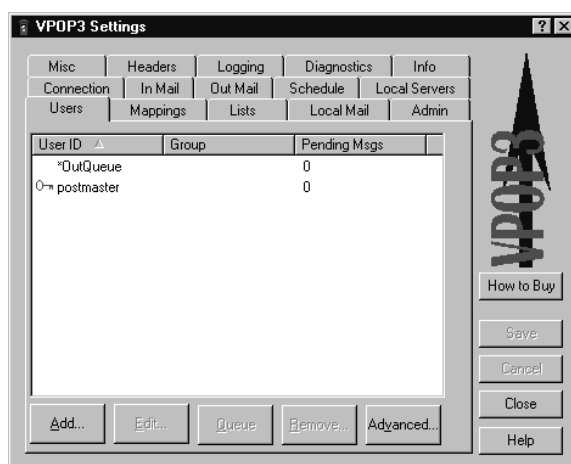 VPOP3 Settings
? ×
Misc Headers Logging Diagnostics Info
Connection In Mail Out Mail Schedule Local Servers
Users Mappings Lists Local Mail Admin
User ID Group Pending Msgs
*OutQueue 0
postmaster 0
VPOP3
How to Buy
Save
Cancel
Close
Help
Add... Edit... Queue Remove... Advanced...